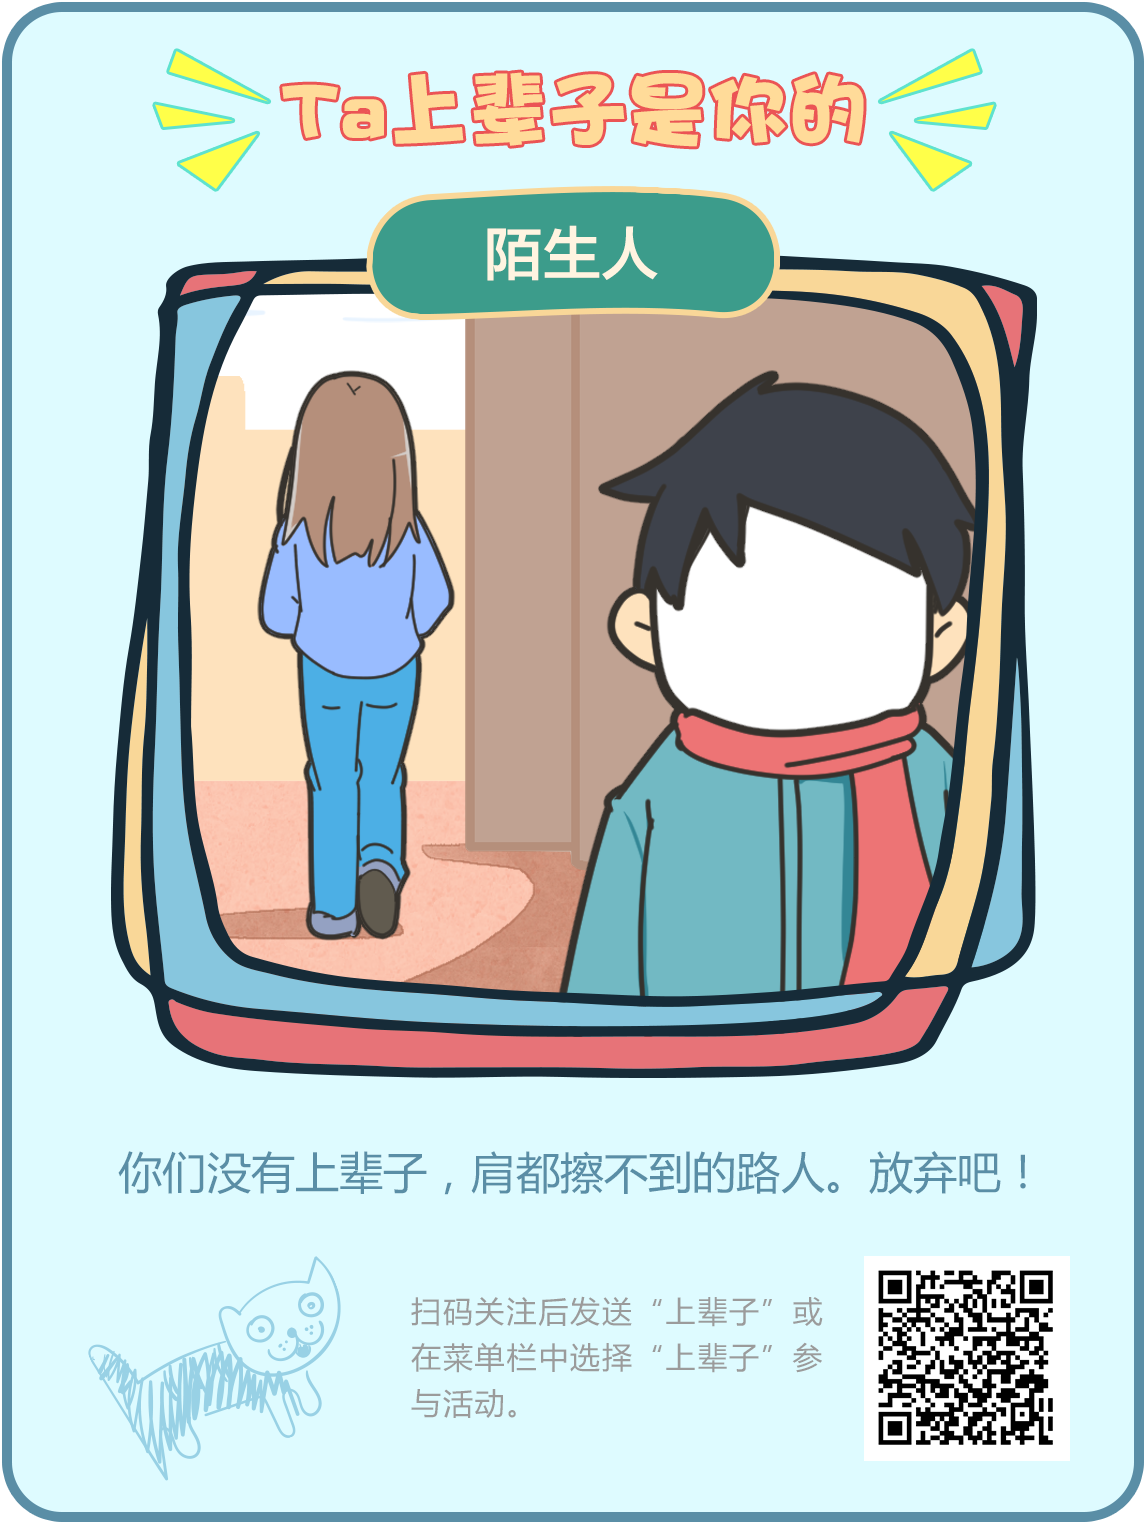 Ta上辈子是你的
陌生人
你们没有上辈子，肩都擦不到的路人。放弃吧！
扫码关注后发送“上辈子”或
在菜单栏中选择“上辈子”参
与活动。